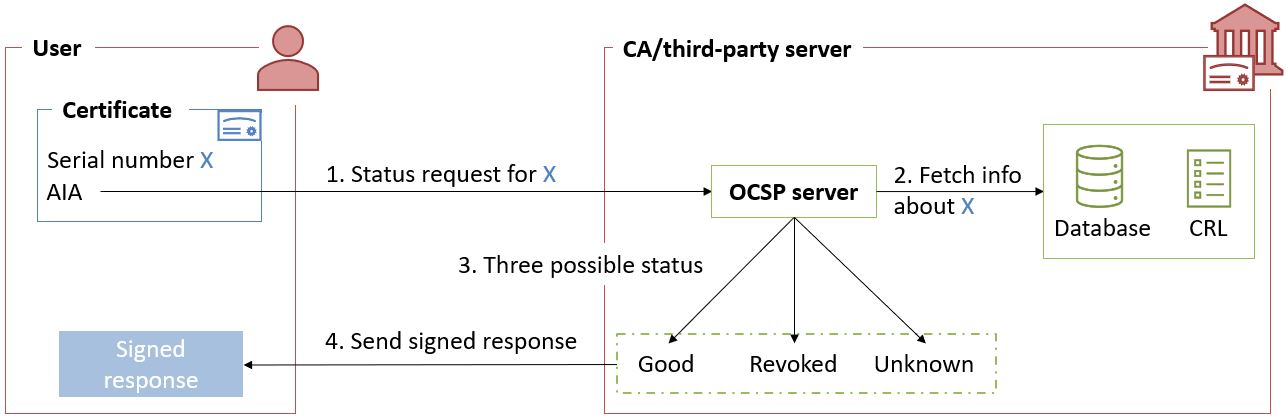 User
CA/third-party server
Certificate
Serial number X
AIA
1. Status request for X
OCSP server
2. Fetch info
about X
Database
CRL
3. Three possible status
Good
Revoked
Unknown
4. Send signed response
Signed
response